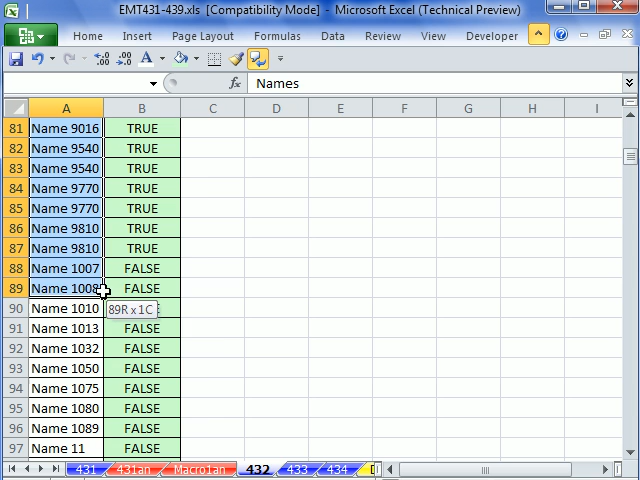 EMT431-439.xls [Compatibility Mode] - Microsoft Excel (Technical Preview)
Home Insert Page Layout Formulas Data Review View Developer
fx Names
A B C D E F G H I
81 Name 9016 TRUE
82 Name 9540 TRUE
83 Name 9540 TRUE
84 Name 9770 TRUE
85 Name 9770 TRUE
86 Name 9810 TRUE
87 Name 9810 TRUE
88 Name 1007 FALSE
89 Name 1008 FALSE
90 Name 1010
89R x 1C
91 Name 1013 FALSE
92 Name 1032 FALSE
93 Name 1050 FALSE
94 Name 1075 FALSE
95 Name 1080 FALSE
96 Name 1089 FALSE
97 Name 11 FALSE
431 431an Macro1an 432 433 434